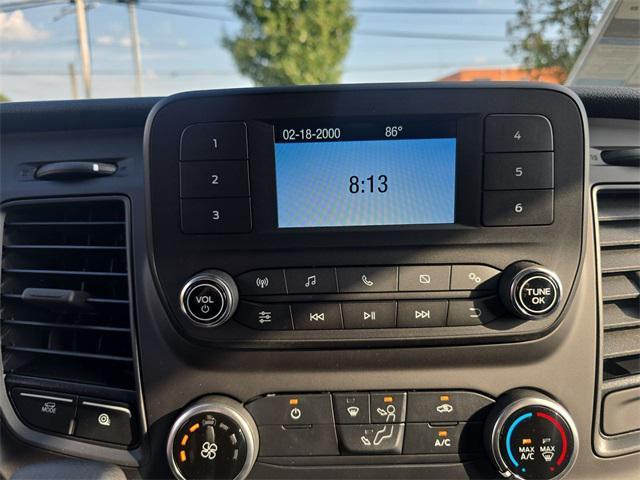 02-18-2000 86°
8:13
1
2
3
4
5
6
VOL
TUNE
OK
MODE
A/C
MAX
A/C
MAX